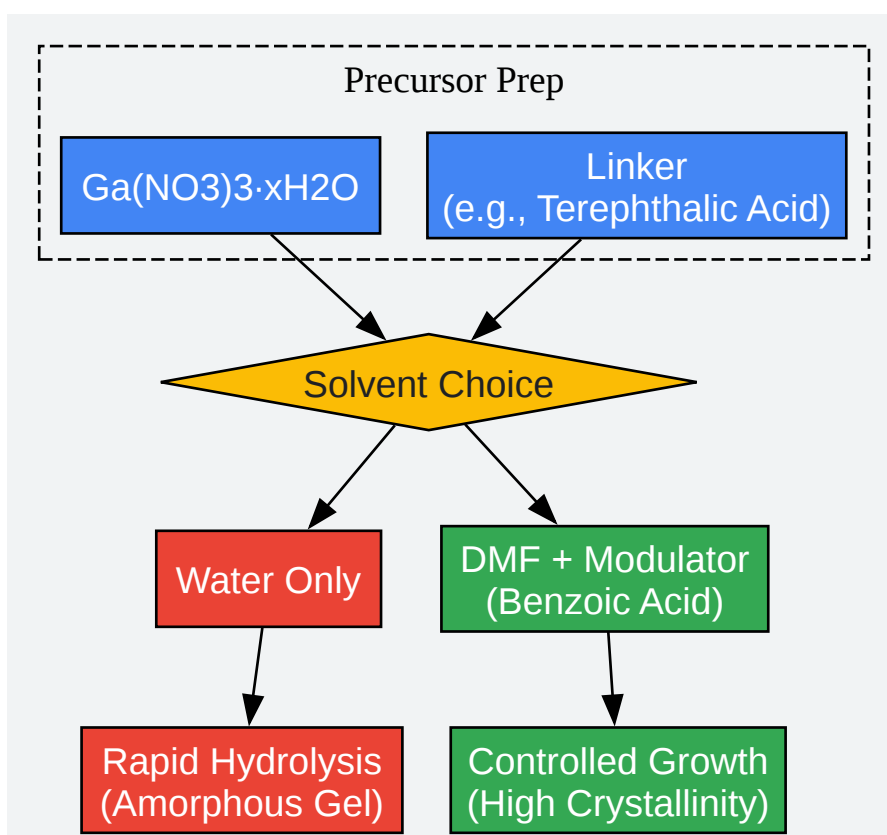 Precursor Prep
Ga(NO3)3·xH2O
Linker
(e.g., Terephthalic Acid)
Solvent Choice
Water Only
DMF + Modulator
(Benzoic Acid)
Rapid Hydrolysis
(Amorphous Gel)
Controlled Growth
(High Crystallinity)